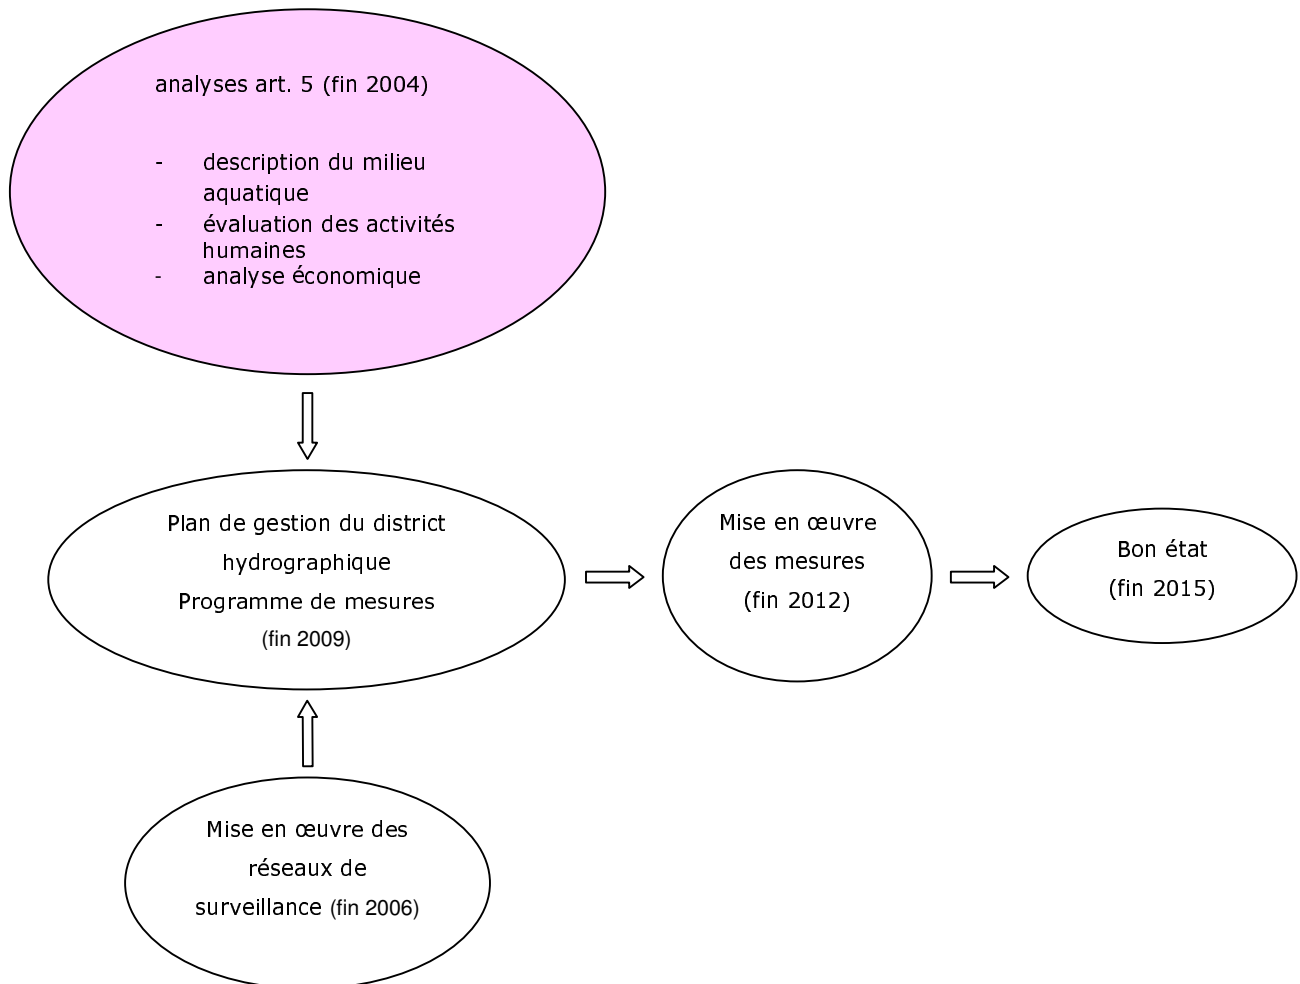 analyses art. 5 (fin 2004)
- description du milieu
aquatique
- évaluation des activités
humaines
- analyse économique
Plan de gestion du district
hydrographique
Programme de mesures
(fin 2009)
Mise en œuvre
des mesures
(fin 2012)
Bon état
(fin 2015)
Mise en œuvre des
réseaux de
surveillance (fin 2006)